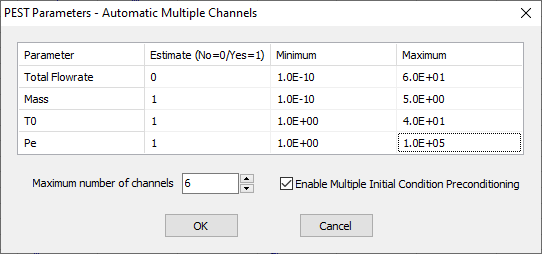 PEST Parameters - Automatic Multiple Channels
Parameter Estimate (No=0/Yes=1) Minimum Maximum
Total Flowrate 0 1.0E-10 6.0E+01
Mass 1 1.0E-10 5.0E+00
T0 1 1.0E+00 4.0E+01
Pe 1 1.0E+00 1.0E+05
Maximum number of channels 6 Enable Multiple Initial Condition Preconditioning
OK Cancel